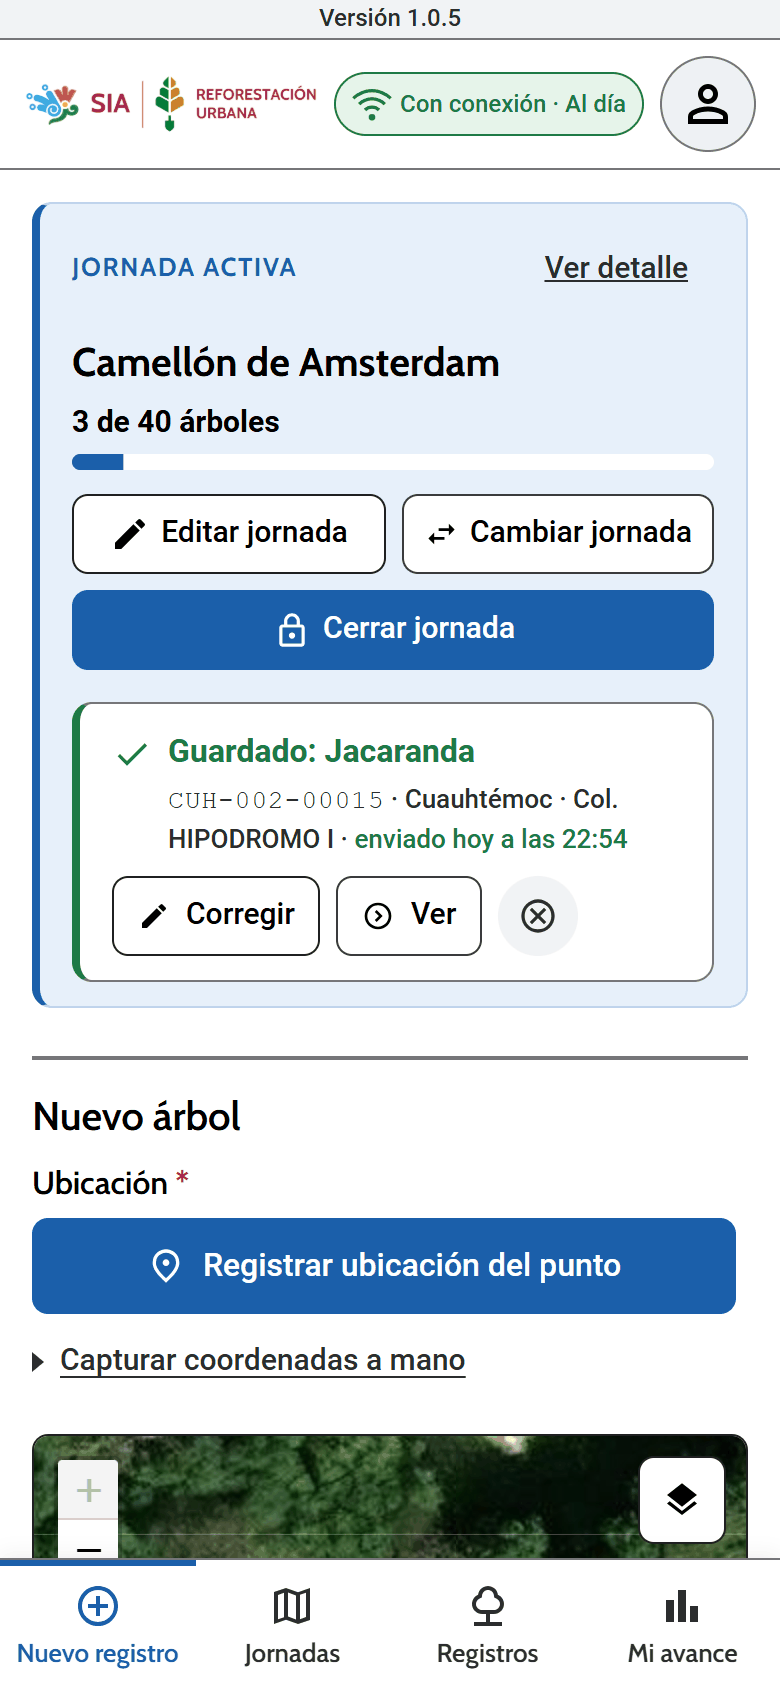 Versión 1.0.5
SIA
REFORESTACIÓN
URBANA
Con conexión · Al día
JORNADA ACTIVA
Ver detalle
Camellón de Amsterdam
3 de 40 árboles
Editar jornada
Cambiar jornada
Cerrar jornada
Guardado: Jacaranda
CUH-002-00015 · Cuauhtémoc · Col.
HIPODROMO I · enviado hoy a las 22:54
Corregir
Ver
Nuevo árbol
Ubicación *
Registrar ubicación del punto
Capturar coordenadas a mano
+
−
Nuevo registro
Jornadas
Registros
Mi avance